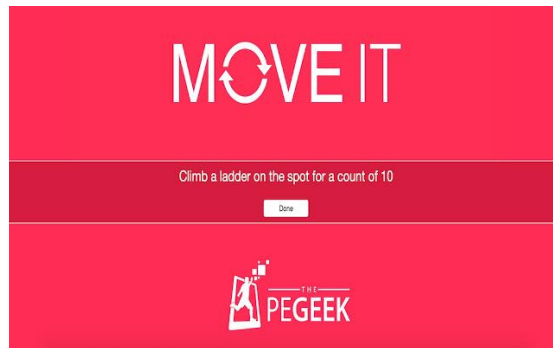 MOVE IT
Climb a ladder on the spot for a count of 10
Done
THE
PEGEEK